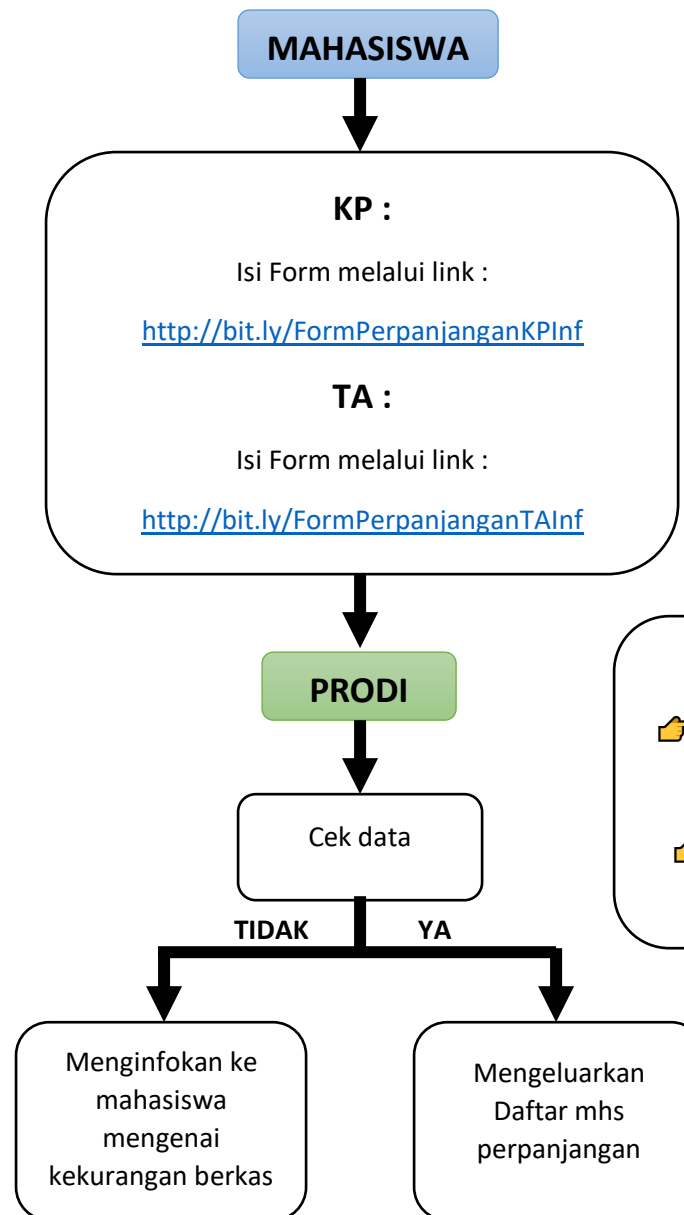 MAHASISWA
KP :
Isi Form melalui link :
http://bit.ly/FormPerpanjanganKPInf
TA :
Isi Form melalui link :
http://bit.ly/FormPerpanjanganTAInf
PRODI
Cek data
TIDAK
YA
Menginfokan ke
mahasiswa
mengenai
kekurangan berkas
Mengeluarkan
Daftar mhs
perpanjangan